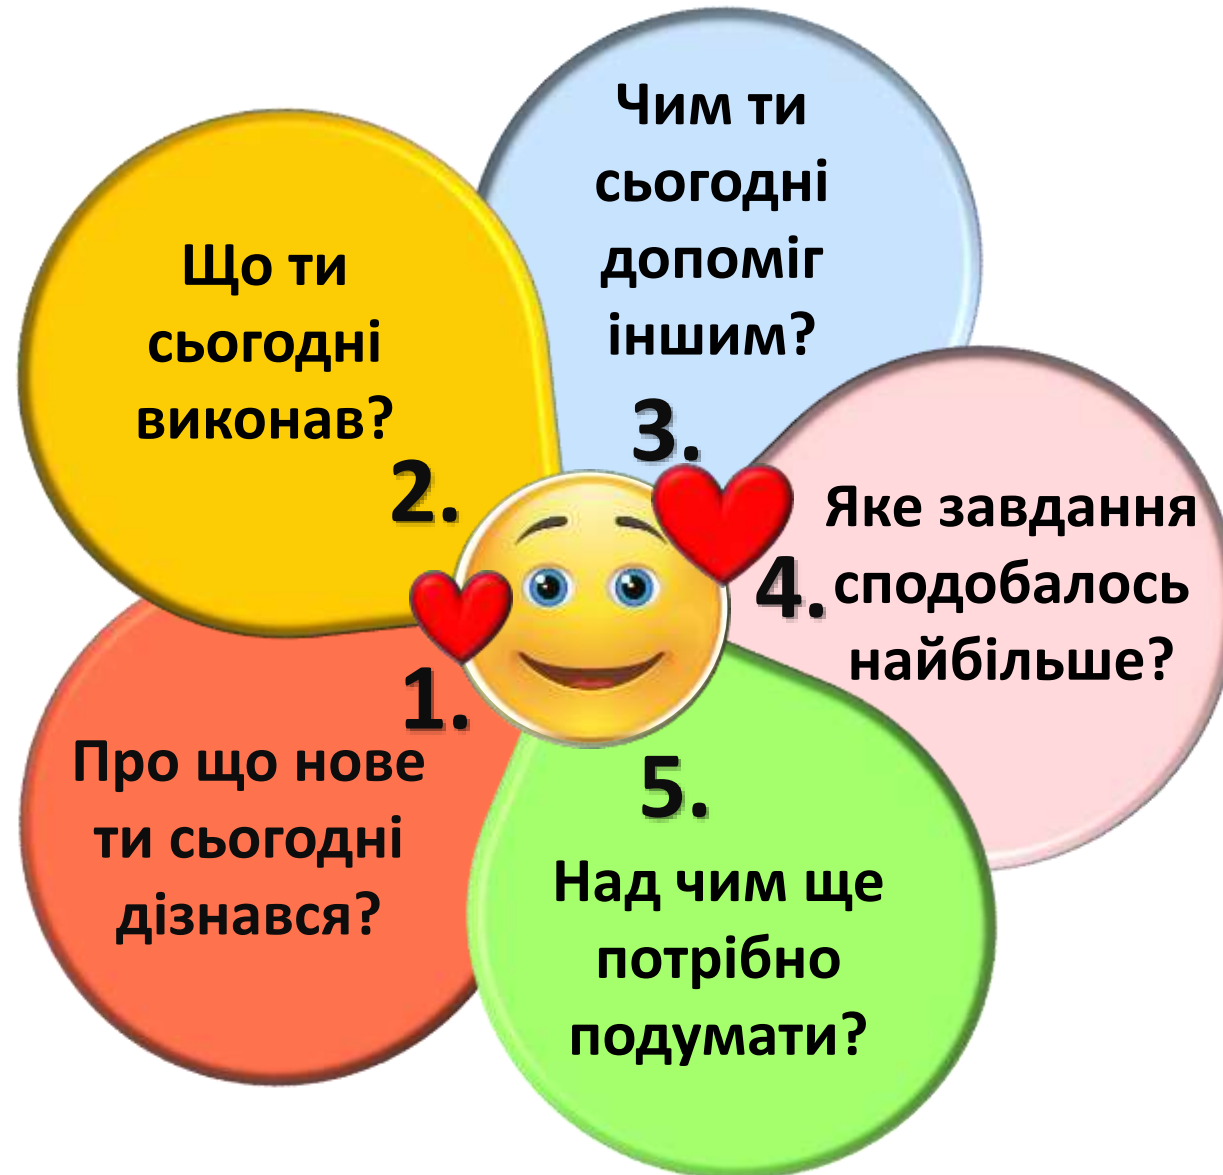 1.
Про що нове
ти сьогодні
дізнався?
2.
Що ти
сьогодні
виконав?
3.
Чим ти
сьогодні
допоміг
іншим?
4.
Яке завдання
сподобалось
найбільше?
5.
Над чим ще
потрібно
подумати?